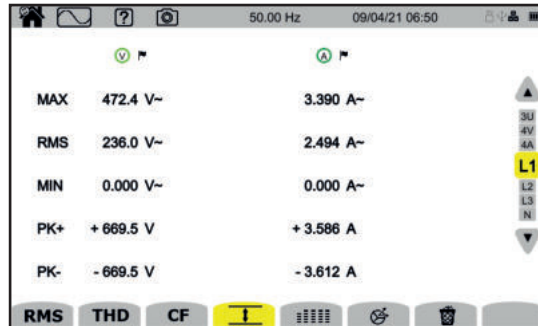 ? 50.00 Hz 09/04/21 06:50
V A
MAX 472.4 V~ 3.390 A~
RMS 236.0 V~ 2.494 A~
MIN 0.000 V~ 0.000 A~
PK+ + 669.5 V + 3.586 A
PK- - 669.5 V - 3.612 A
3U
4V
4A
L1
L2
L3
N
RMS THD CF